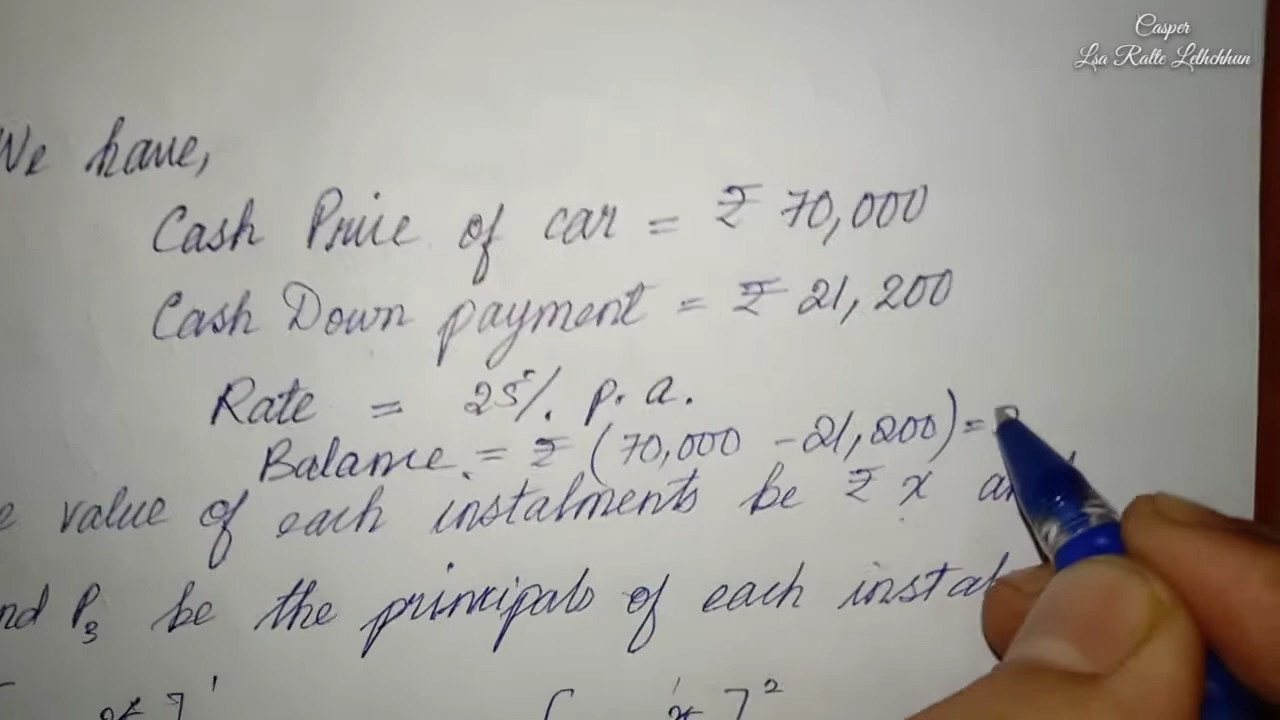 Casper
Lsa Ralte Lethchhun
We have,
Cash Price of car = ₹ 70,000
Cash Down payment = ₹ 21,200
Rate = 25% p.a.
Balance = ₹ (70,000 - 21,200) =
value of each instalments be ₹ x
P₃ be the principals of each instal